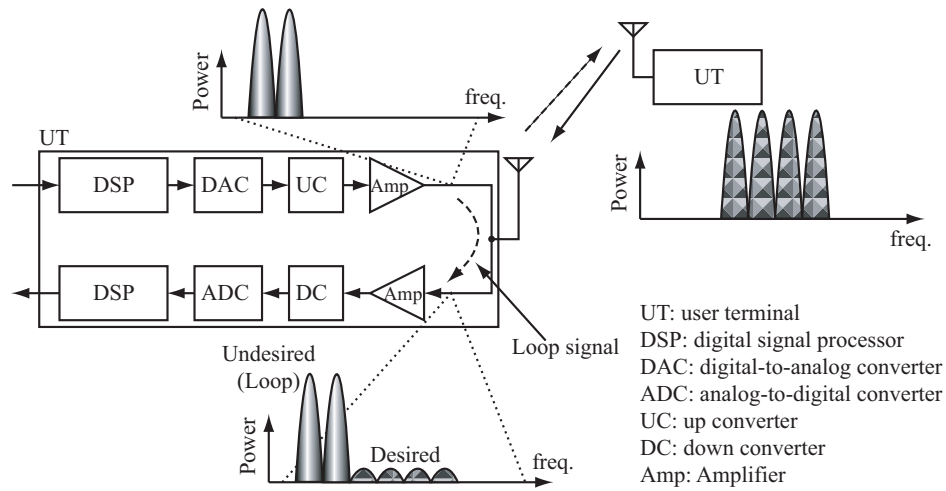 Power
freq.
UT
UT
DSP
DAC
UC
Amp
Power
freq.
DSP
ADC
DC
Amp
Loop signal
Undesired
(Loop)
Power
Desired
freq.
UT: user terminal
DSP: digital signal processor
DAC: digital-to-analog converter
ADC: analog-to-digital converter
UC: up converter
DC: down converter
Amp: Amplifier